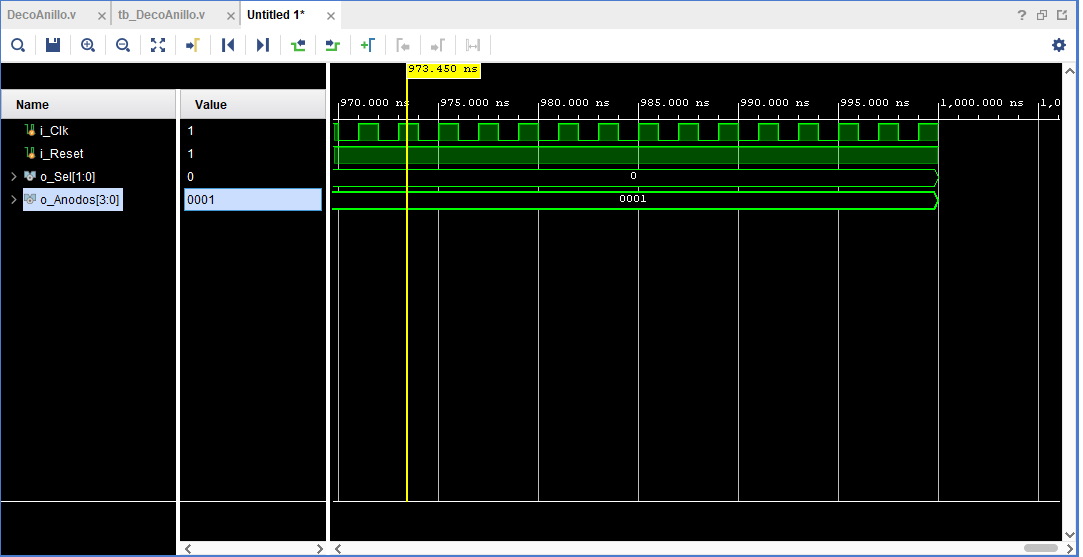 DecoAnillo.v × tb_DecoAnillo.v × Untitled 1* × ?
973.450 ns
Name Value
970.000 ns 975.000 ns 980.000 ns 985.000 ns 990.000 ns 995.000 ns 1,000.000 ns 1,0
i_Clk 1
i_Reset 1
o_Sel[1:0] 0 0
o_Anodos[3:0] 0001 0001